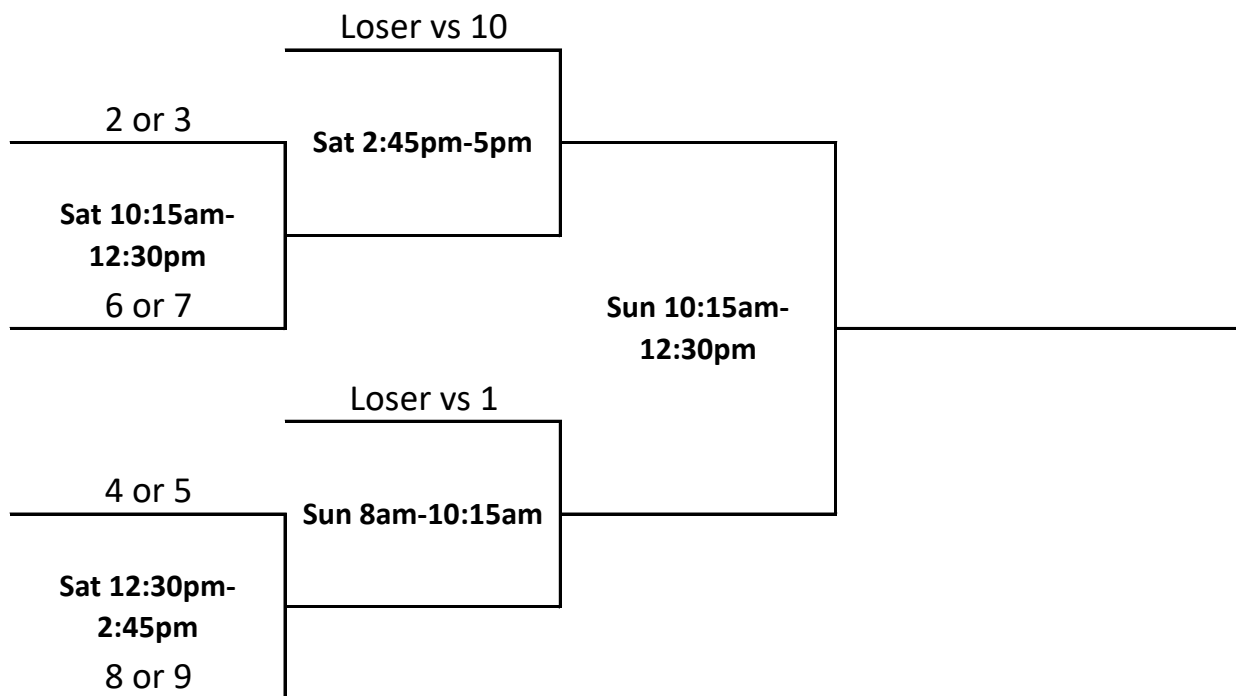 Loser vs 10
2 or 3
Sat 2:45pm-5pm
Sat 10:15am-
12:30pm
6 or 7
Sun 10:15am-
12:30pm
Loser vs 1
4 or 5
Sun 8am-10:15am
Sat 12:30pm-
2:45pm
8 or 9